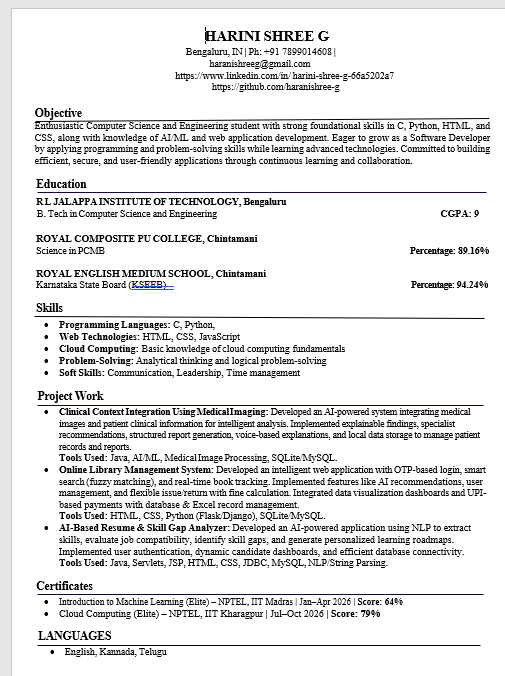 HARINI SHREE G
Bengaluru, IN | Ph: +91 7899014608 |
haranishreeg@gmail.com
https://www.linkedin.com/in/harini-shree-g-66a5202a7
https://github.com/haranishree-g
Objective
Enthusiastic Computer Science and Engineering student with strong foundational skills in C, Python, HTML, and
CSS, along with knowledge of AI/ML and web application development. Eager to grow as a Software Developer
by applying programming and problem-solving skills while learning advanced technologies. Committed to building
efficient, secure, and user-friendly applications through continuous learning and collaboration.
Education
R L JALAPPA INSTITUTE OF TECHNOLOGY, Bengaluru
B. Tech in Computer Science and Engineering CGPA: 9
ROYAL COMPOSITE PU COLLEGE, Chintamani
Science in PCMB Percentage: 89.16%
ROYAL ENGLISH MEDIUM SCHOOL, Chintamani
Karnataka State Board (KSEEB) Percentage: 94.24%
Skills
• Programming Languages: C, Python,
• Web Technologies: HTML, CSS, JavaScript
• Cloud Computing: Basic knowledge of cloud computing fundamentals
• Problem-Solving: Analytical thinking and logical problem-solving
• Soft Skills: Communication, Leadership, Time management
Project Work
• Clinical Context Integration Using Medical Imaging: Developed an AI-powered system integrating medical
images and patient clinical information for intelligent analysis. Implemented explainable findings, specialist
recommendations, structured report generation, voice-based explanations, and local data storage to manage patient
records and reports.
Tools Used: Java, AI/ML, Medical Image Processing, SQLite/MySQL.
• Online Library Management System: Developed an intelligent web application with OTP-based login, smart
search (fuzzy matching), and real-time book tracking. Implemented features like AI recommendations, user
management, and flexible issue/return with fine calculation. Integrated data visualization dashboards and UPI-
based payments with database & Excel record management.
Tools Used: HTML, CSS, Python (Flask/Django), SQLite/MySQL.
• AI-Based Resume & Skill Gap Analyzer: Developed an AI-powered application using NLP to extract
skills, evaluate job compatibility, identify skill gaps, and generate personalized learning roadmaps.
Implemented user authentication, dynamic candidate dashboards, and efficient database connectivity.
Tools Used: Java, Servlets, JSP, HTML, CSS, JDBC, MySQL, NLP/String Parsing.
Certificates
• Introduction to Machine Learning (Elite) – NPTEL, IIT Madras | Jan–Apr 2026 | Score: 64%
• Cloud Computing (Elite) – NPTEL, IIT Kharagpur | Jul–Oct 2026 | Score: 79%
LANGUAGES
• English, Kannada, Telugu